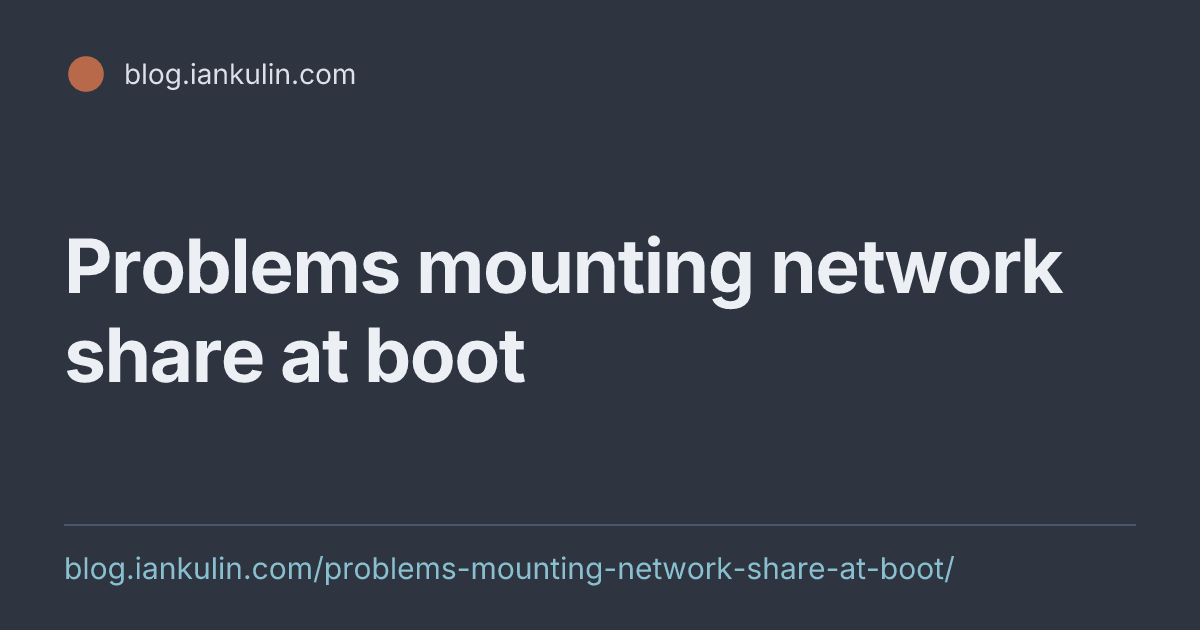 blog.iankulin.com
Problems mounting network
share at boot
blog.iankulin.com/problems-mounting-network-share-at-boot/